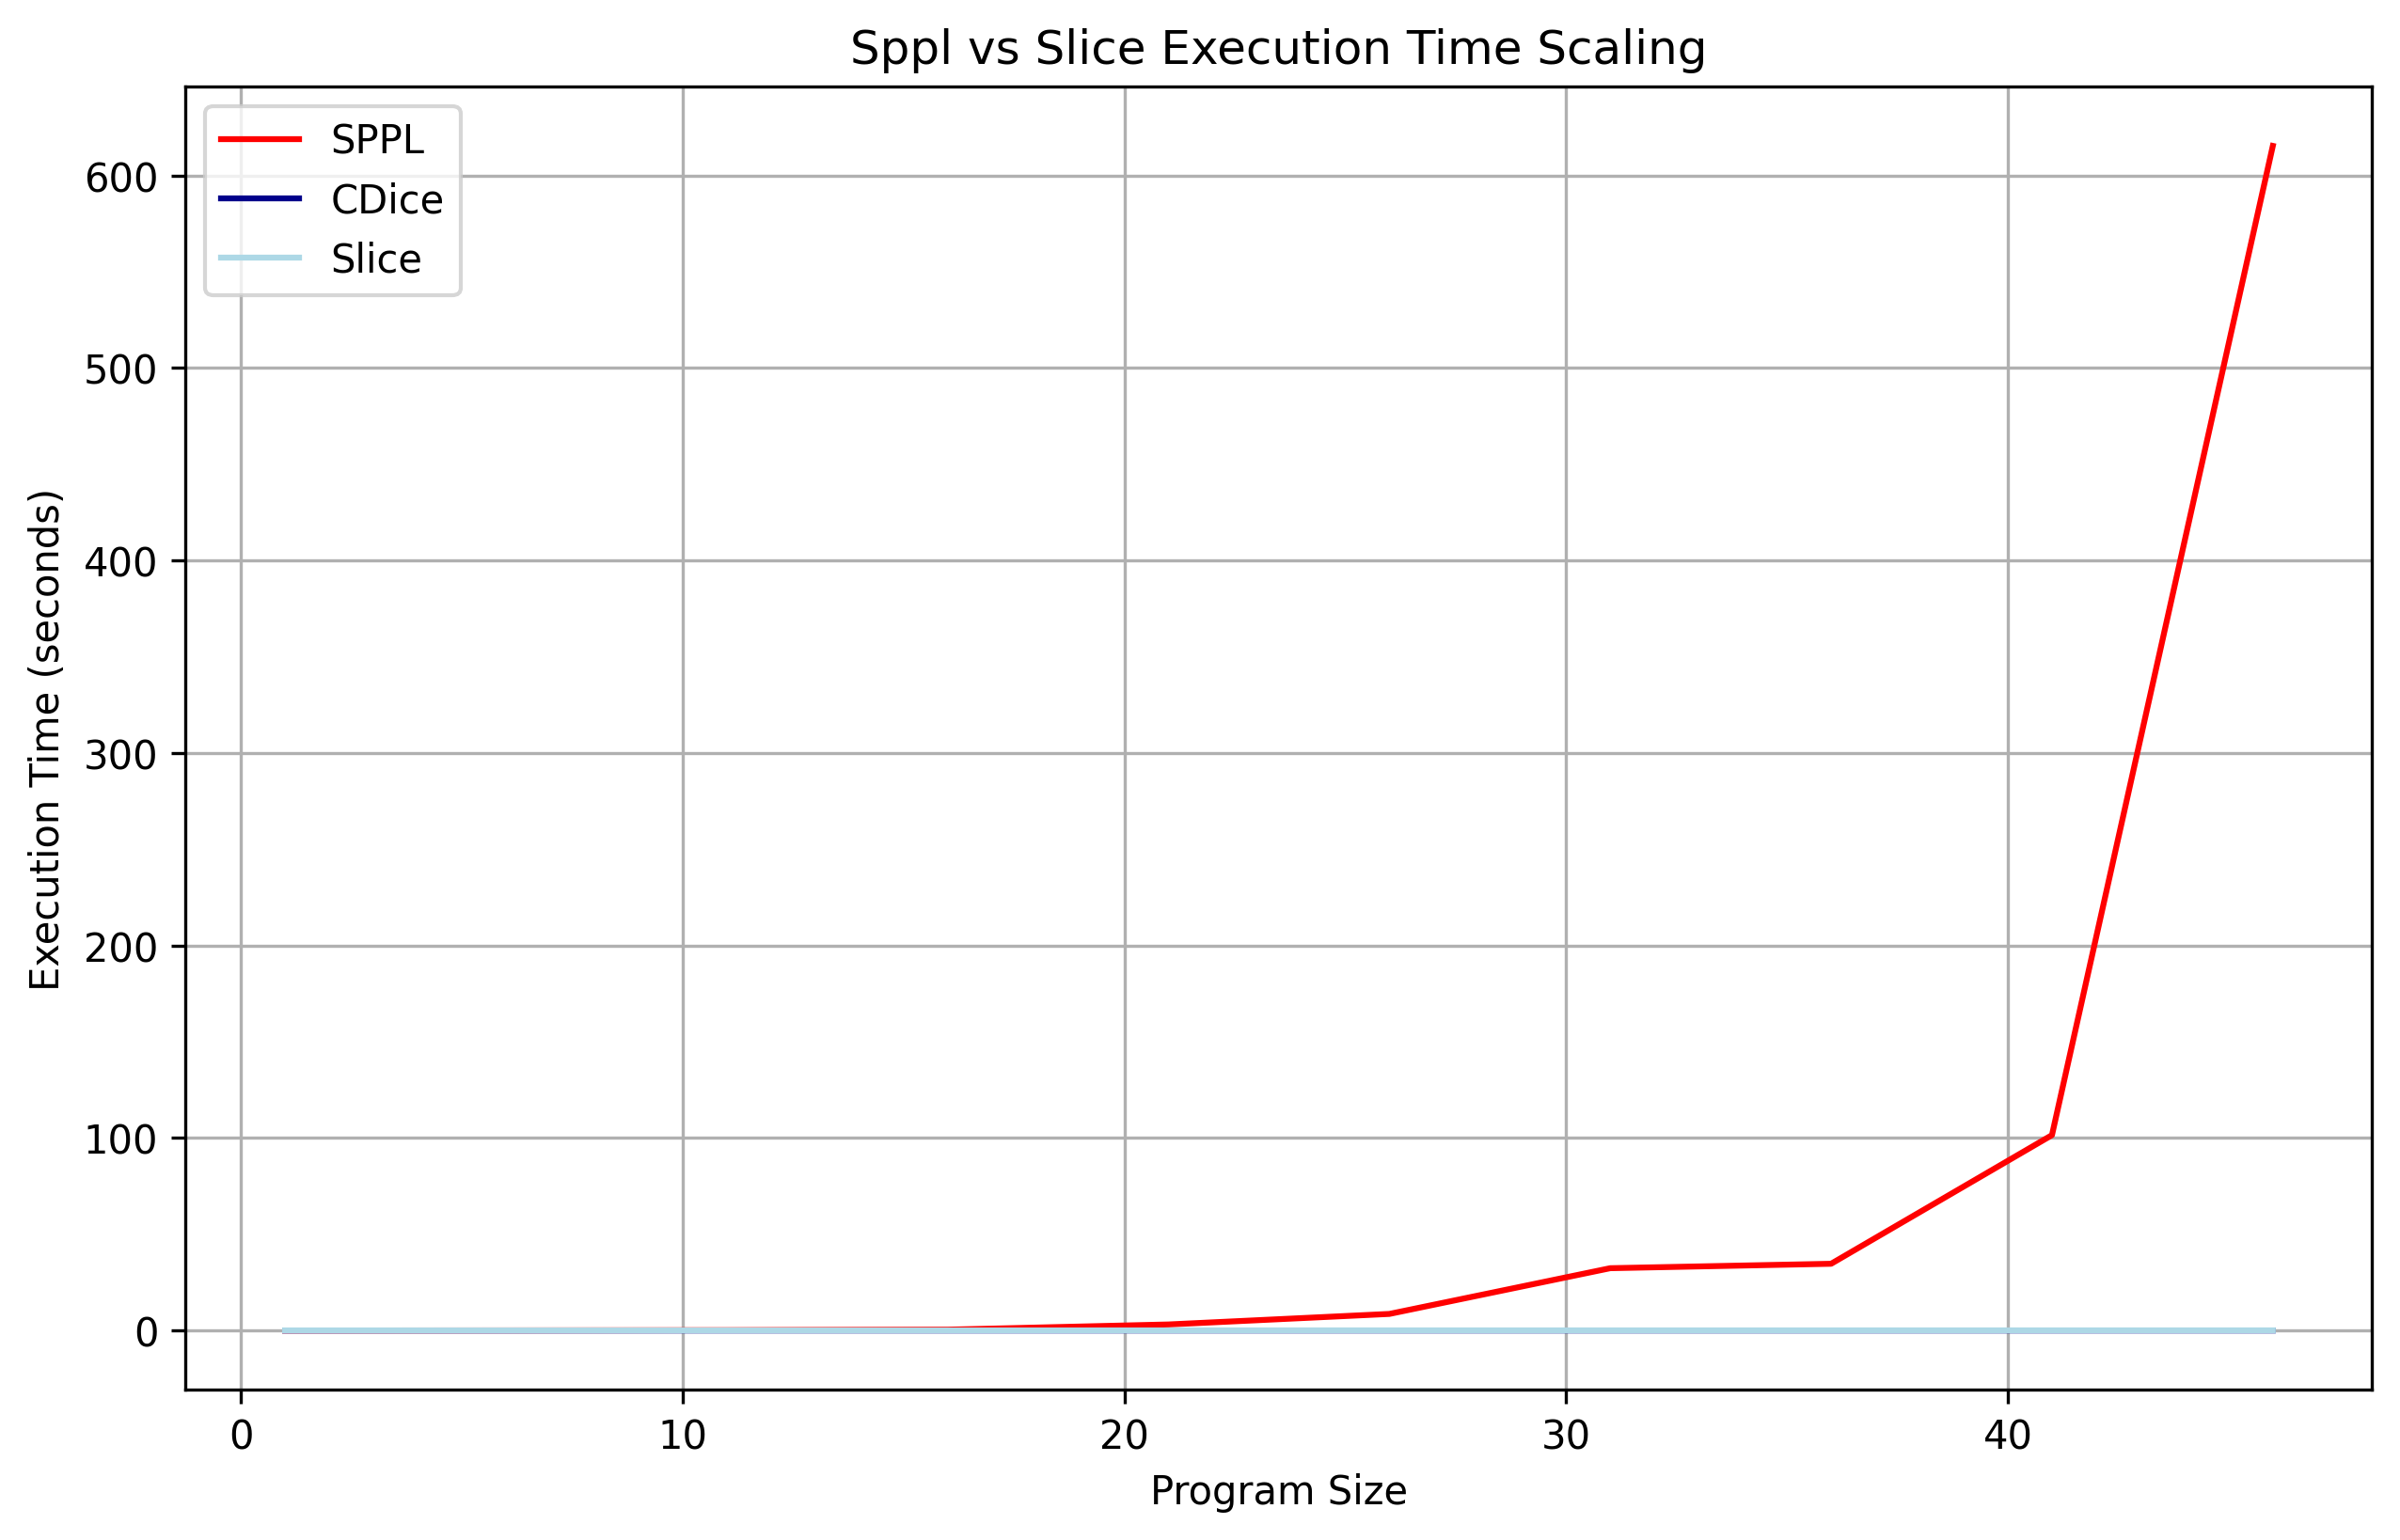 Sppl vs Slice Execution Time Scaling
SPPL
CDice
Slice
600
500
400
300
200
100
0
Execution Time (seconds)
0 10 20 30 40
Program Size